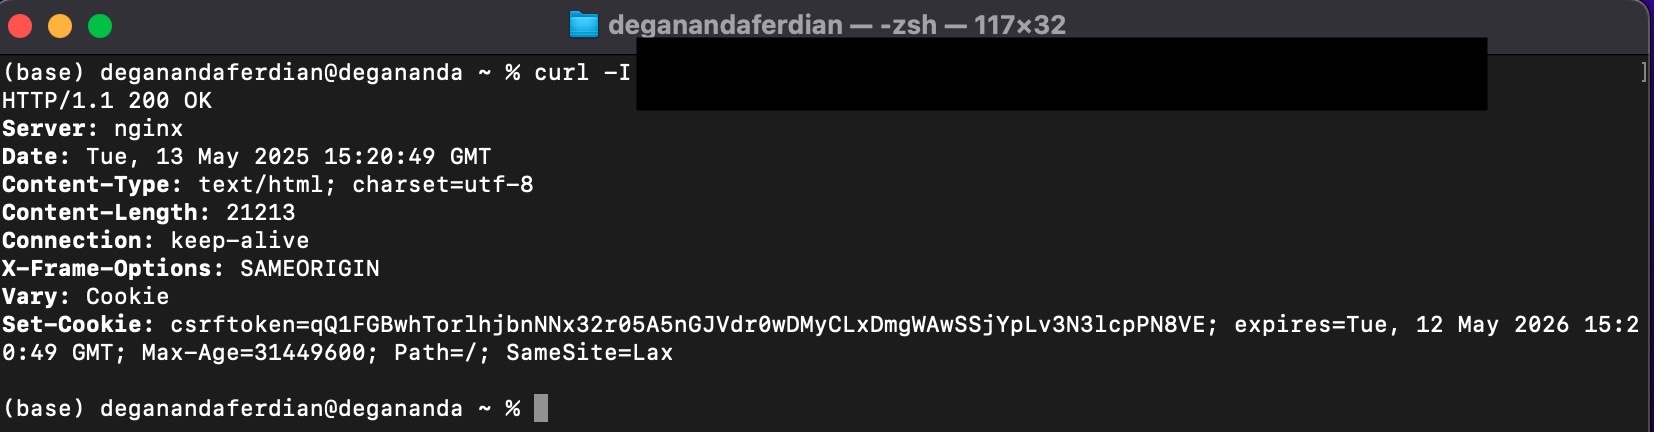 deganandaferdian — -zsh — 117×32
(base) deganandaferdian@degananda ~ % curl -I ]
HTTP/1.1 200 OK
Server: nginx
Date: Tue, 13 May 2025 15:20:49 GMT
Content-Type: text/html; charset=utf-8
Content-Length: 21213
Connection: keep-alive
X-Frame-Options: SAMEORIGIN
Vary: Cookie
Set-Cookie: csrftoken=qQ1FGBwhTorlhjbnNNx32r05A5nGJVdr0wDMyCLxDmgWAwSSjYpLv3N3lcpPN8VE; expires=Tue, 12 May 2026 15:2
0:49 GMT; Max-Age=31449600; Path=/; SameSite=Lax
(base) deganandaferdian@degananda ~ %